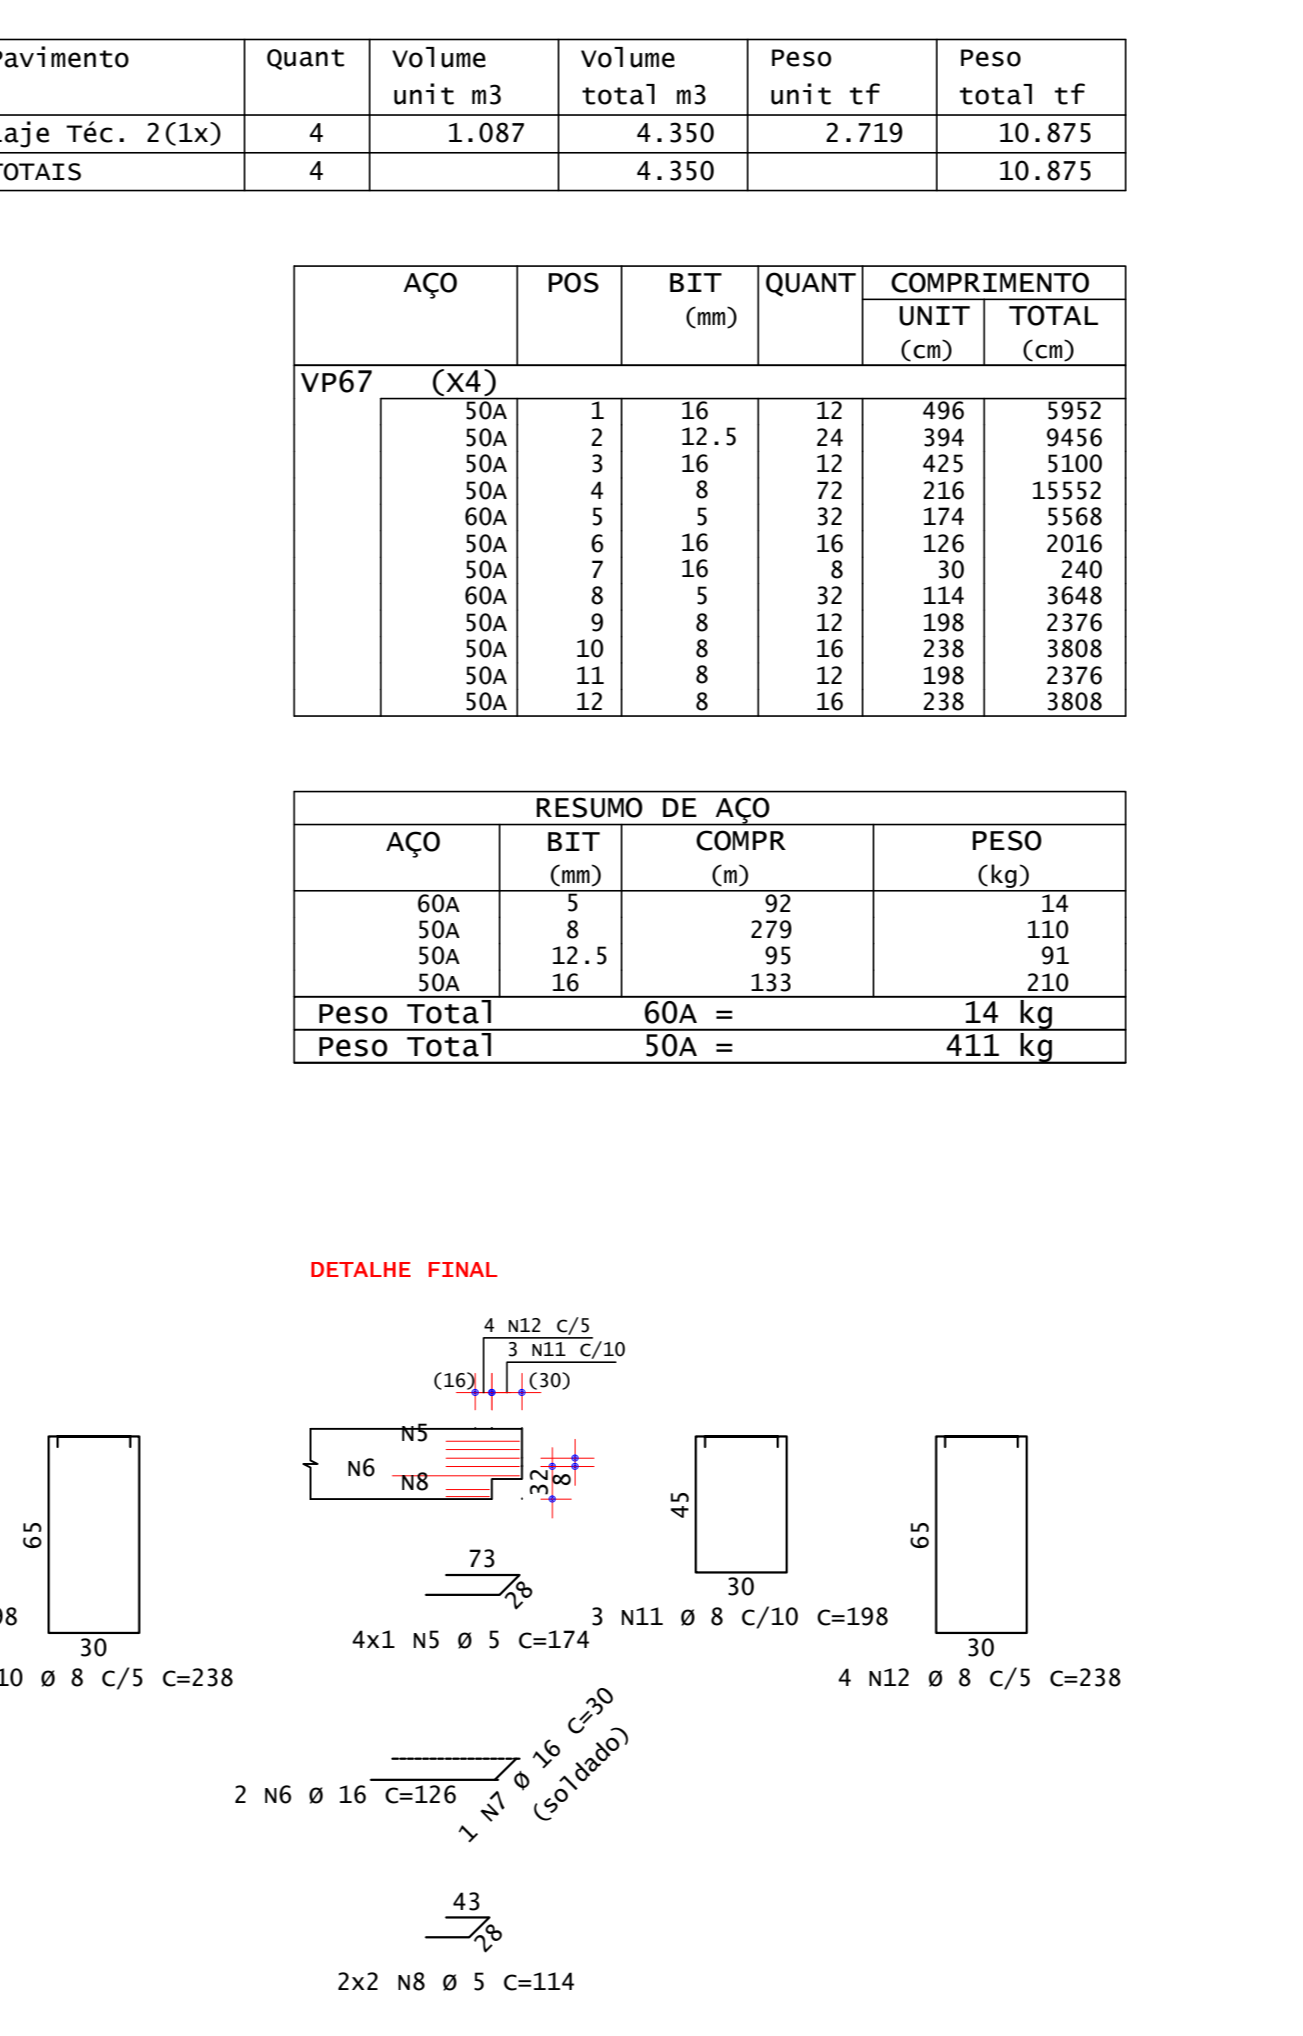 Pavimento Quant Volume Volume Peso Peso
unit m3 total m3 unit tf total tf
Laje Téc. 2(1x) 4 1.087 4.350 2.719 10.875
TOTAIS 4 4.350 10.875
AÇO POS BIT QUANT COMPRIMENTO
(mm) UNIT TOTAL
(cm) (cm)
VP67 (X4)
50A 1 16 12 496 5952
50A 2 12.5 24 394 9456
50A 3 16 12 425 5100
50A 4 8 72 216 15552
60A 5 5 32 174 5568
50A 6 16 16 126 2016
50A 7 16 8 30 240
60A 8 5 32 114 3648
50A 9 8 12 198 2376
50A 10 8 16 238 3808
50A 11 8 12 198 2376
50A 12 8 16 238 3808
RESUMO DE AÇO
AÇO BIT COMPR PESO
(mm) (m) (kg)
60A 5 92 14
50A 8 279 110
50A 12.5 95 91
50A 16 133 210
Peso Total 60A = 14 kg
Peso Total 50A = 411 kg
DETALHE FINAL
4 N12 C/5
3 N11 C/10
(16) (30)
N5
N6
N8
32
8
65
30
10 Ø 8 C/5 C=238
73
28
4x1 N5 Ø 5 C=174
45
30
3 N11 Ø 8 C/10 C=198
65
30
4 N12 Ø 8 C/5 C=238
2 N6 Ø 16 C=126
1 N7 Ø 16 C=30
(soldado)
43
28
2x2 N8 Ø 5 C=114